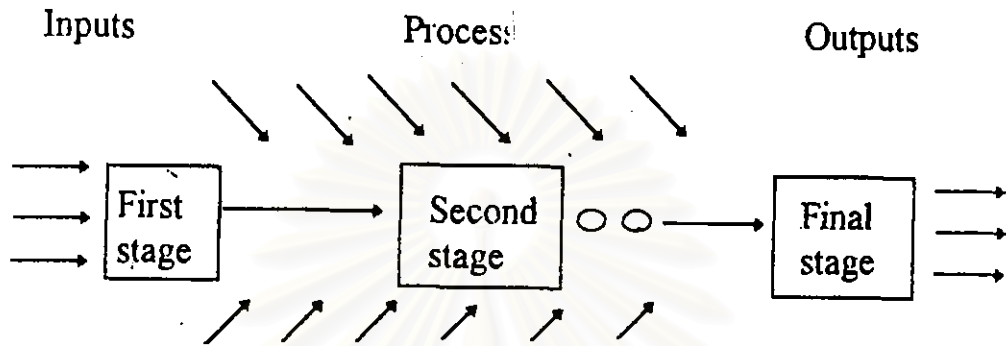 Inputs
Process
Outputs
First
stage
Second
stage
Final
stage